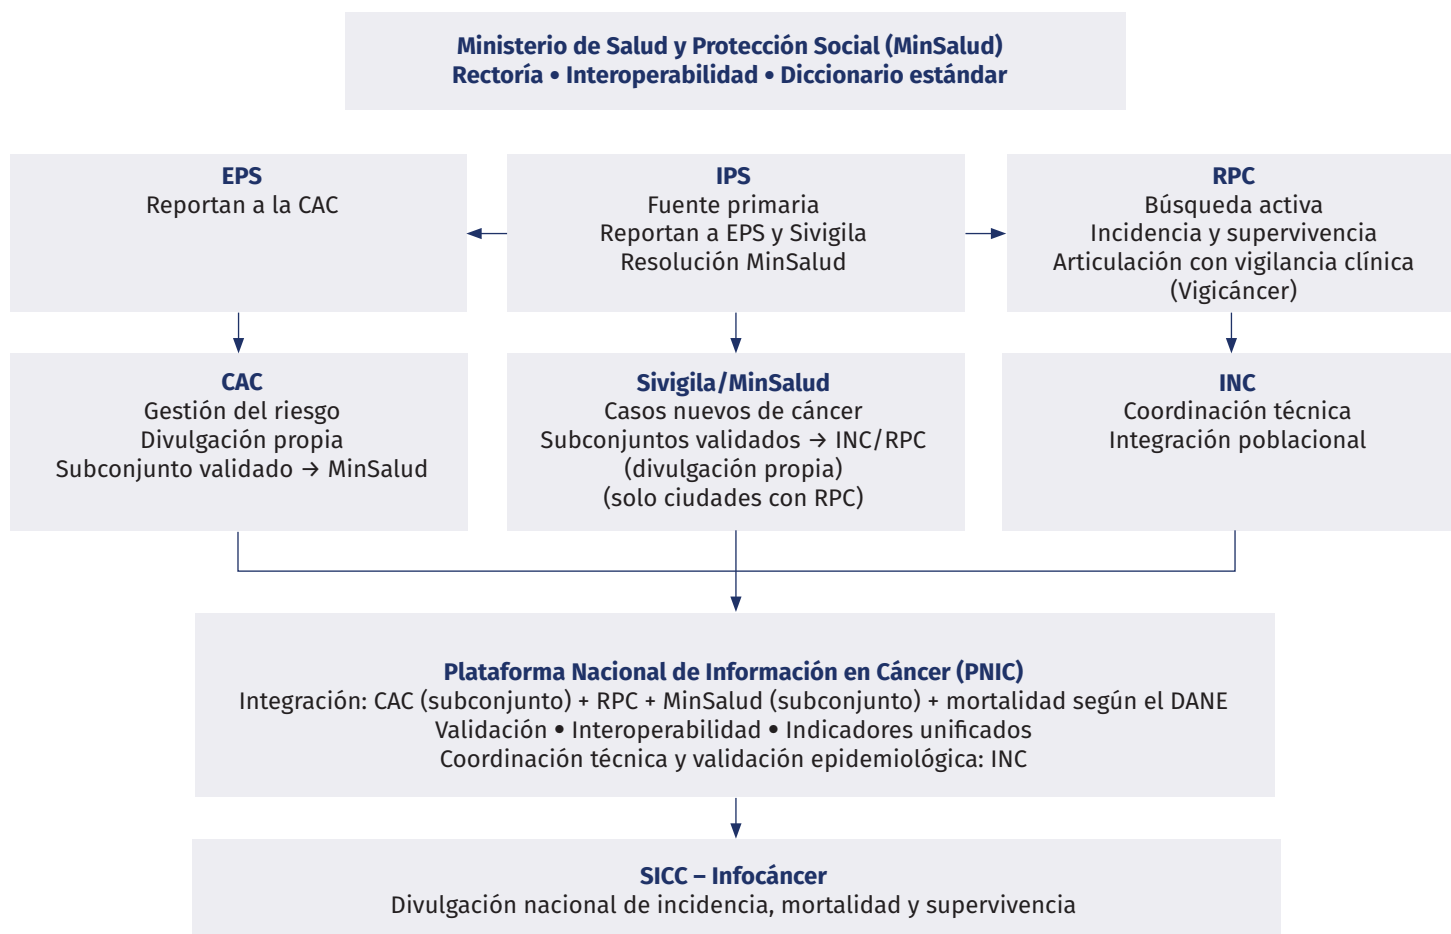 Ministerio de Salud y Protección Social (MinSalud)
Rectoría • Interoperabilidad • Diccionario estándar
EPS
Reportan a la CAC
IPS
Fuente primaria
Reportan a EPS y Sivigila
Resolución MinSalud
RPC
Búsqueda activa
Incidencia y supervivencia
Articulación con vigilancia clínica
(Vigicáncer)
CAC
Gestión del riesgo
Divulgación propia
Subconjunto validado → MinSalud
Sivigila/MinSalud
Casos nuevos de cáncer
Subconjuntos validados → INC/RPC
(divulgación propia)
(solo ciudades con RPC)
INC
Coordinación técnica
Integración poblacional
Plataforma Nacional de Información en Cáncer (PNIC)
Integración: CAC (subconjunto) + RPC + MinSalud (subconjunto) + mortalidad según el DANE
Validación • Interoperabilidad • Indicadores unificados
Coordinación técnica y validación epidemiológica: INC
SICC – Infocáncer
Divulgación nacional de incidencia, mortalidad y supervivencia